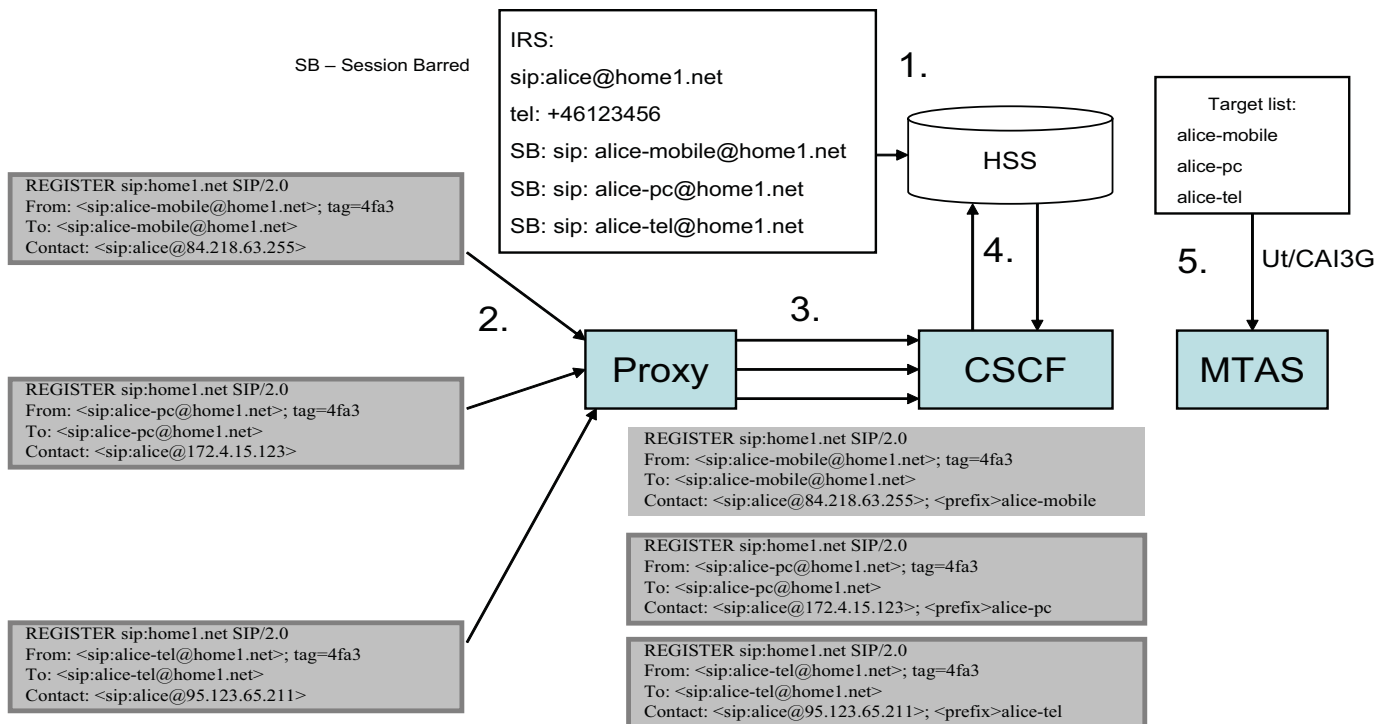 SB – Session Barred
IRS:
sip:alice@home1.net
tel: +46123456
SB: sip: alice-mobile@home1.net
SB: sip: alice-pc@home1.net
SB: sip: alice-tel@home1.net
1.
HSS
Target list:
alice-mobile
alice-pc
alice-tel
REGISTER sip:home1.net SIP/2.0
From: <sip:alice-mobile@home1.net>; tag=4fa3
To: <sip:alice-mobile@home1.net>
Contact: <sip:alice@84.218.63.255>
2.
3.
4.
5.
Ut/CAI3G
Proxy
CSCF
MTAS
REGISTER sip:home1.net SIP/2.0
From: <sip:alice-pc@home1.net>; tag=4fa3
To: <sip:alice-pc@home1.net>
Contact: <sip:alice@172.4.15.123>
REGISTER sip:home1.net SIP/2.0
From: <sip:alice-mobile@home1.net>; tag=4fa3
To: <sip:alice-mobile@home1.net>
Contact: <sip:alice@84.218.63.255>; <prefix>alice-mobile
REGISTER sip:home1.net SIP/2.0
From: <sip:alice-pc@home1.net>; tag=4fa3
To: <sip:alice-pc@home1.net>
Contact: <sip:alice@172.4.15.123>; <prefix>alice-pc
REGISTER sip:home1.net SIP/2.0
From: <sip:alice-tel@home1.net>; tag=4fa3
To: <sip:alice-tel@home1.net>
Contact: <sip:alice@95.123.65.211>
REGISTER sip:home1.net SIP/2.0
From: <sip:alice-tel@home1.net>; tag=4fa3
To: <sip:alice-tel@home1.net>
Contact: <sip:alice@95.123.65.211>; <prefix>alice-tel